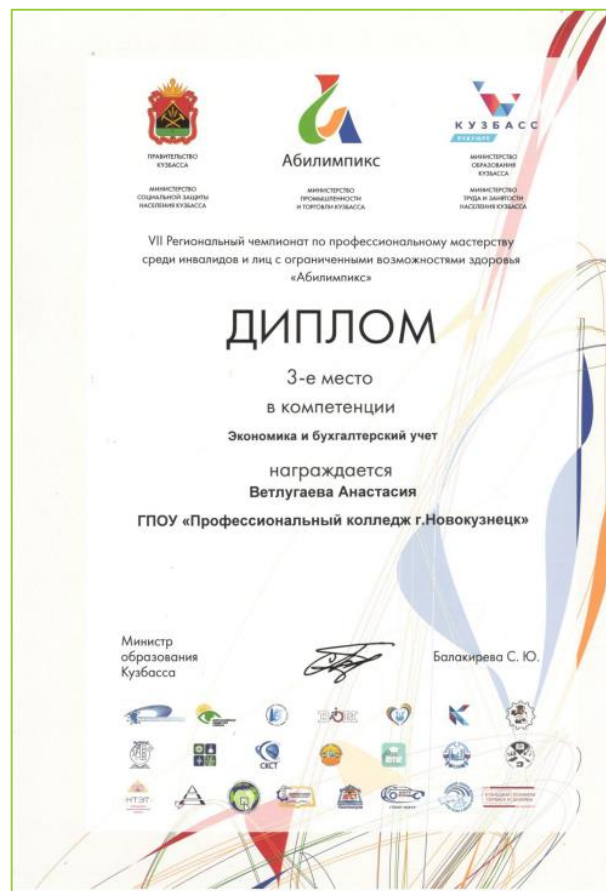 ПРАВИТЕЛЬСТВО
КУЗБАССА
МИНИСТЕРСТВО
СОЦИАЛЬНОЙ ЗАЩИТЫ
НАСЕЛЕНИЯ КУЗБАССА
Абилимпикс
МИНИСТЕРСТВО
ПРОМЫШЛЕННОСТИ
И ТОРГОВЛИ КУЗБАССА
КУЗБАСС
МИНИСТЕРСТВО
ОБРАЗОВАНИЯ
КУЗБАССА
МИНИСТЕРСТВО
ТРУДА И ЗАНЯТОСТИ
НАСЕЛЕНИЯ КУЗБАССА
VII Региональный чемпионат по профессиональному мастерству
среди инвалидов и лиц с ограниченными возможностями здоровья
«Абилимпикс»
ДИПЛОМ
3-е место
в компетенции
Экономика и бухгалтерский учет
награждается
Ветлугаева Анастасия
ГПОУ «Профессиональный колледж г.Новокузнецк»
Министр
образования
Кузбасса
Балакирева С. Ю.
СКСТ
НТЭТ